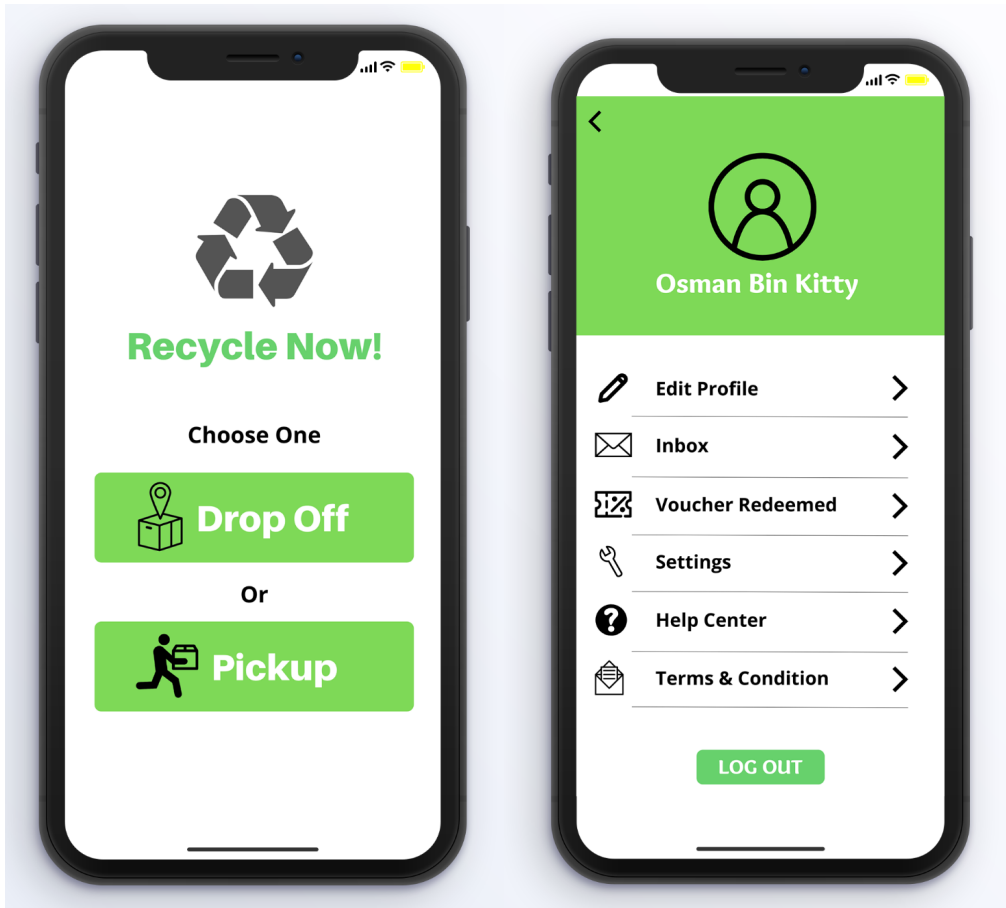 Recycle Now!
Choose One
Drop Off
Or
Pickup
Osman Bin Kitty
Edit Profile
Inbox
Voucher Redeemed
Settings
Help Center
Terms & Condition
LOG OUT